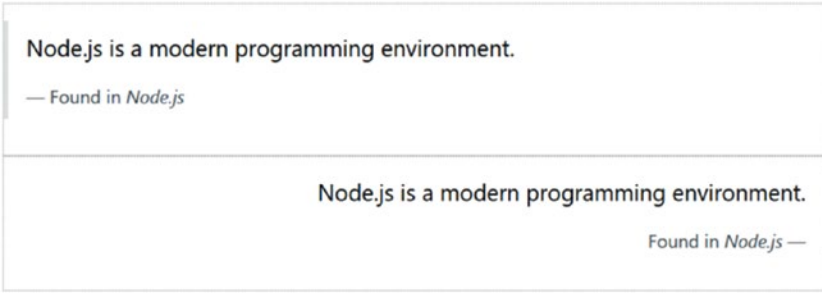 Node.js is a modern programming environment.
— Found in Node.js
Node.js is a modern programming environment.
Found in Node.js —